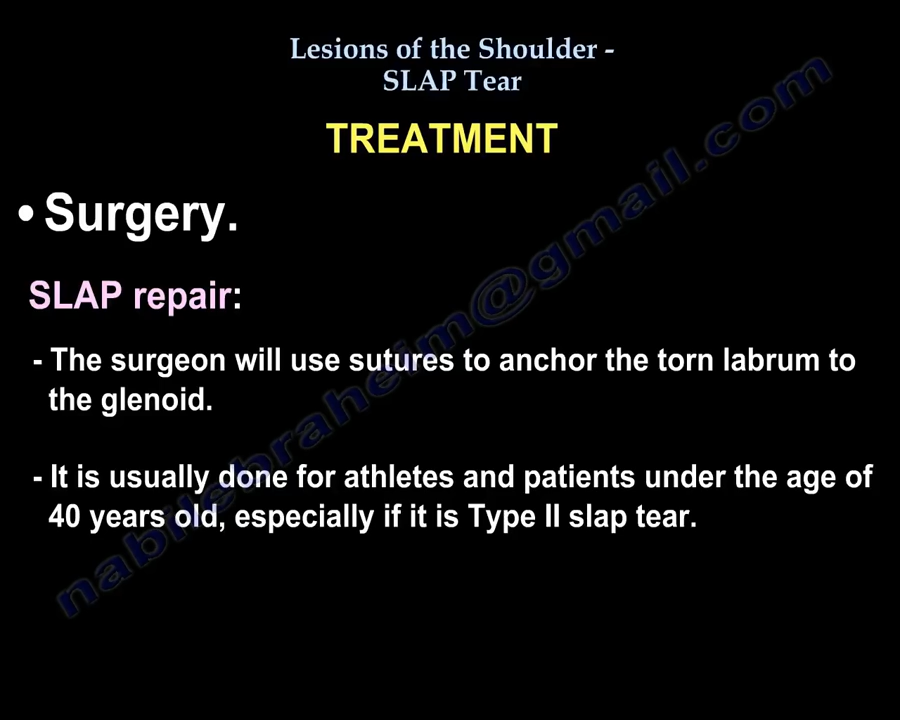 Lesions of the Shoulder -
SLAP Tear
TREATMENT
• Surgery.
SLAP repair:
- The surgeon will use sutures to anchor the torn labrum to
the glenoid.
- It is usually done for athletes and patients under the age of
40 years old, especially if it is Type II slap tear.
nabilebraheim@gmail.com